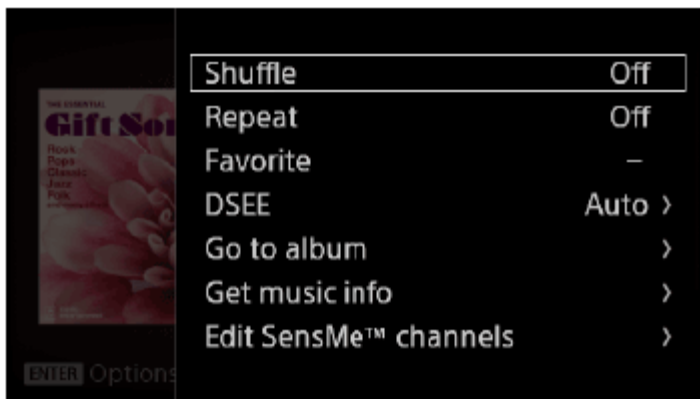 Shuffle Off
Repeat Off
Favorite –
DSEE Auto >
Go to album >
Get music info >
Edit SensMe™ channels >
THE ESSENTIAL
Gift Son
Rock
Pops
Classic
Jazz
Folk
ENTER Options